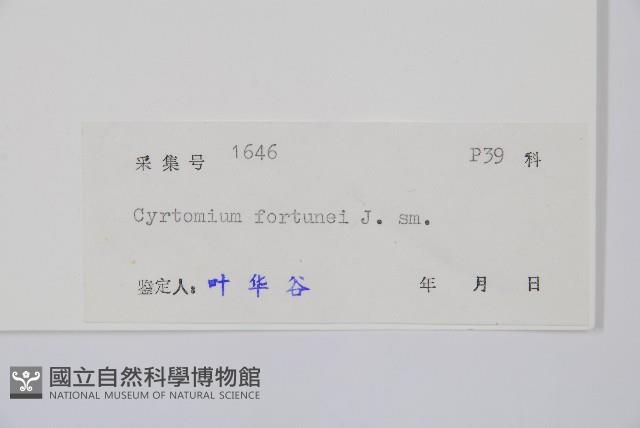 采集号 1646 P39 科
Cyrtomium fortunei J. sm.
鉴定人: 叶华谷 年 月 日
國立自然科學博物館
NATIONAL MUSEUM OF NATURAL SCIENCE